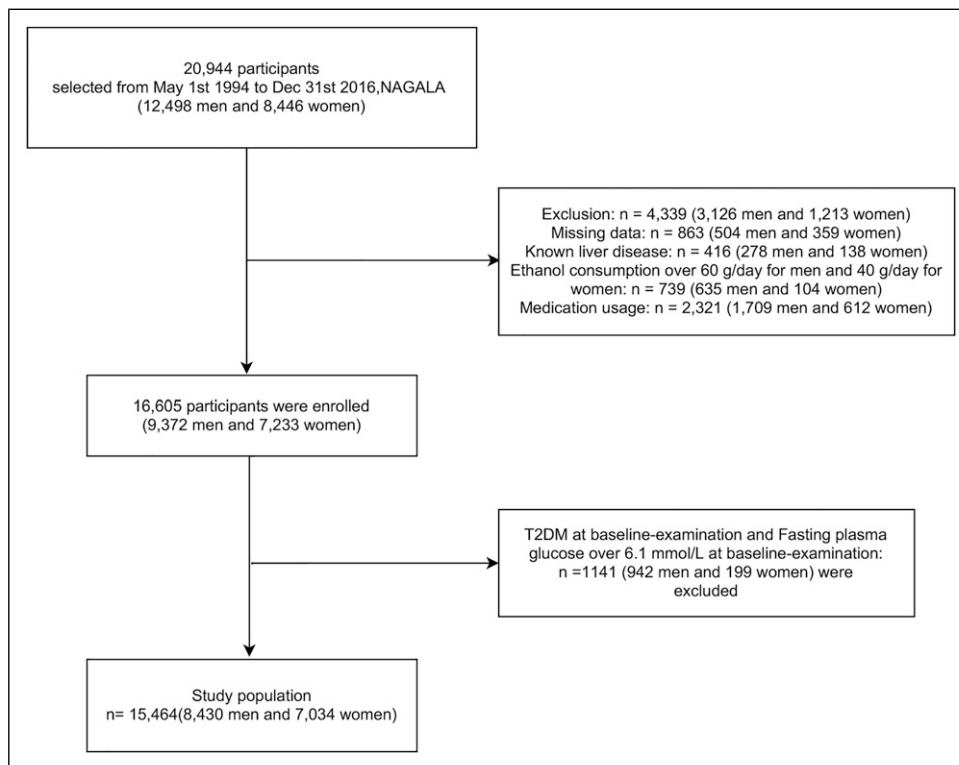 20,944 participants
selected from May 1st 1994 to Dec 31st 2016,NAGALA
(12,498 men and 8,446 women)
Exclusion: n = 4,339 (3,126 men and 1,213 women)
Missing data: n = 863 (504 men and 359 women)
Known liver disease: n = 416 (278 men and 138 women)
Ethanol consumption over 60 g/day for men and 40 g/day for
women: n = 739 (635 men and 104 women)
Medication usage: n = 2,321 (1,709 men and 612 women)
16,605 participants were enrolled
(9,372 men and 7,233 women)
T2DM at baseline-examination and Fasting plasma
glucose over 6.1 mmol/L at baseline-examination:
n =1141 (942 men and 199 women) were
excluded
Study population
n= 15,464(8,430 men and 7,034 women)